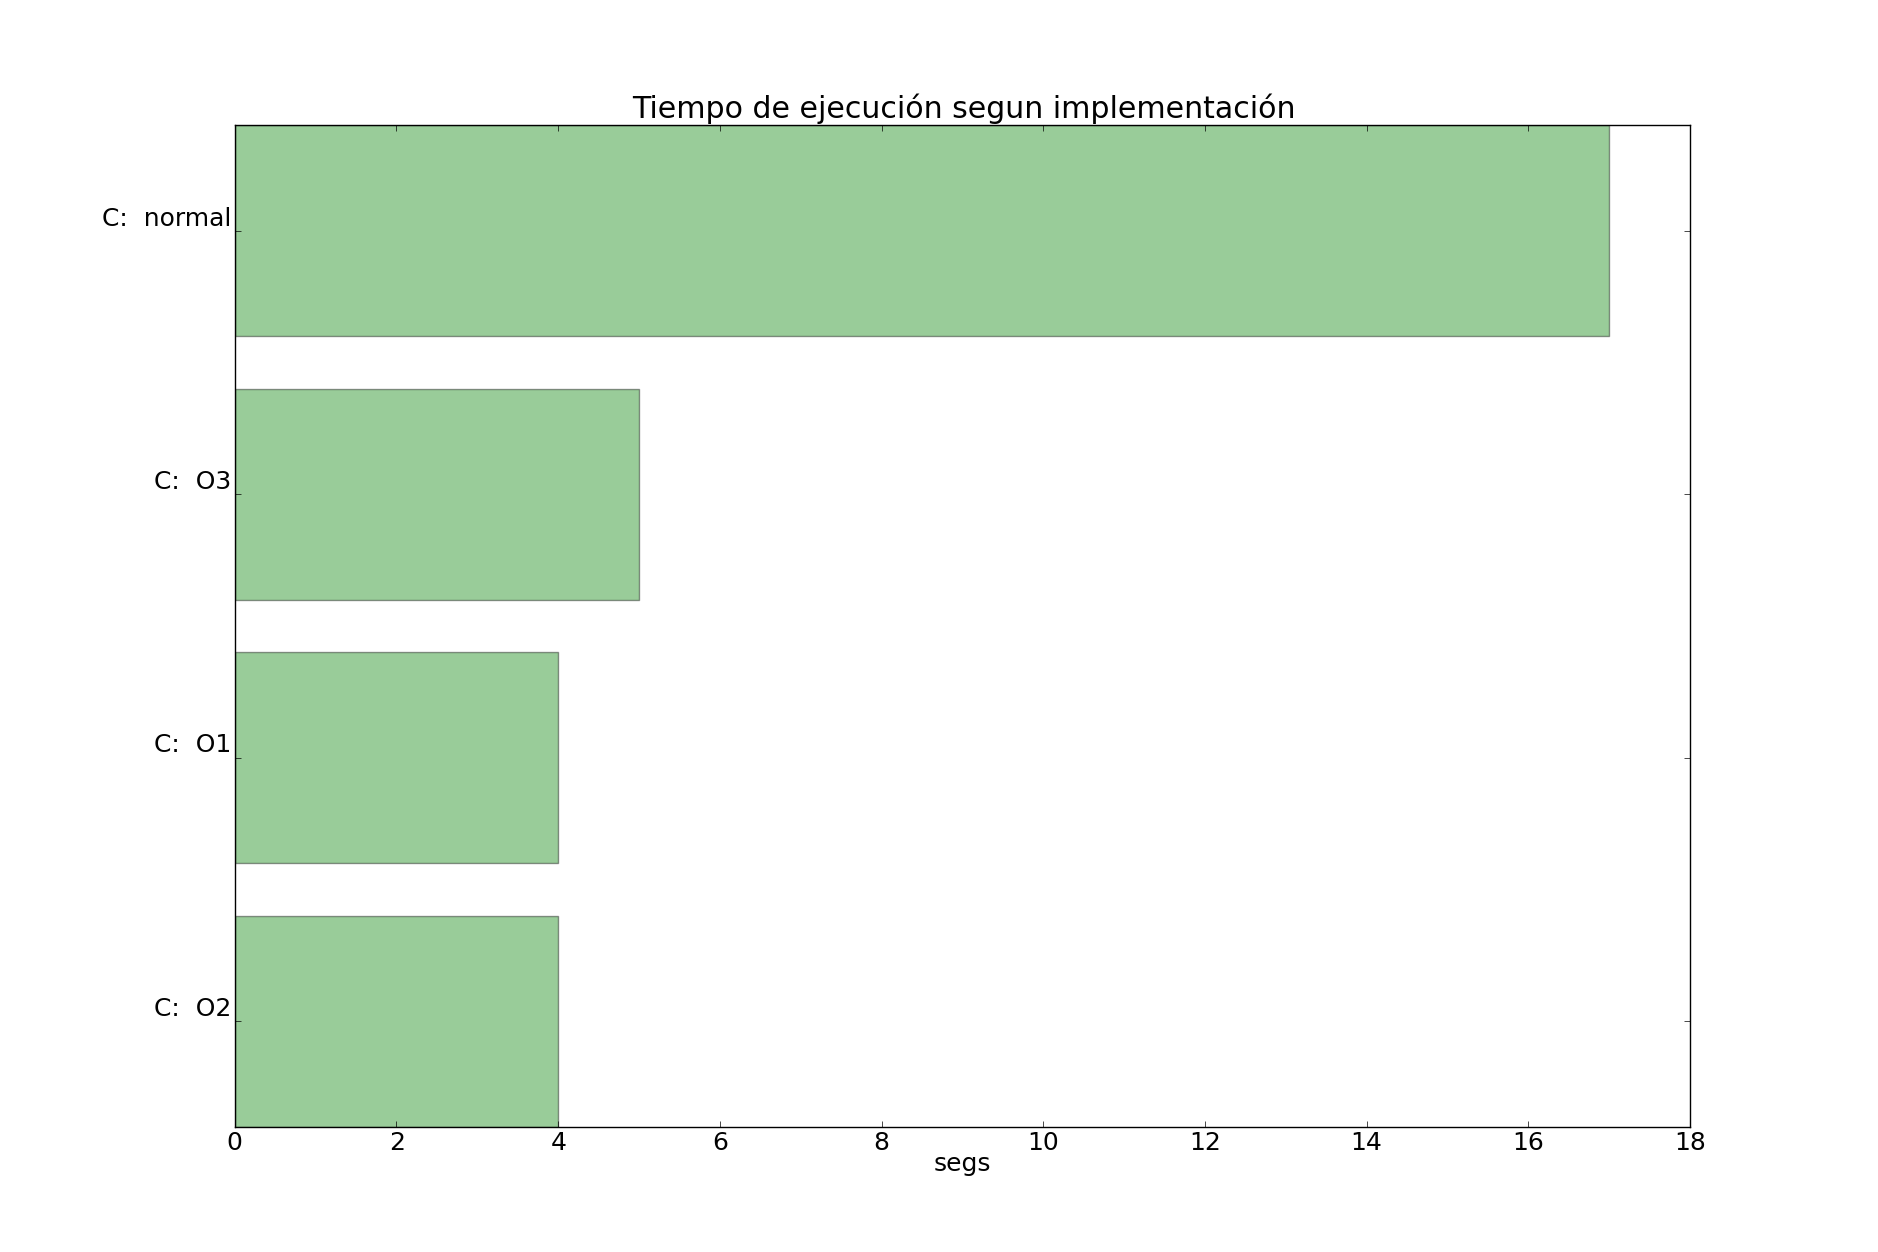 Tiempo de ejecución segun implementación
C:  normal
C:  O3
C:  O1
C:  O2
0 2 4 6 8 10 12 14 16 18
segs